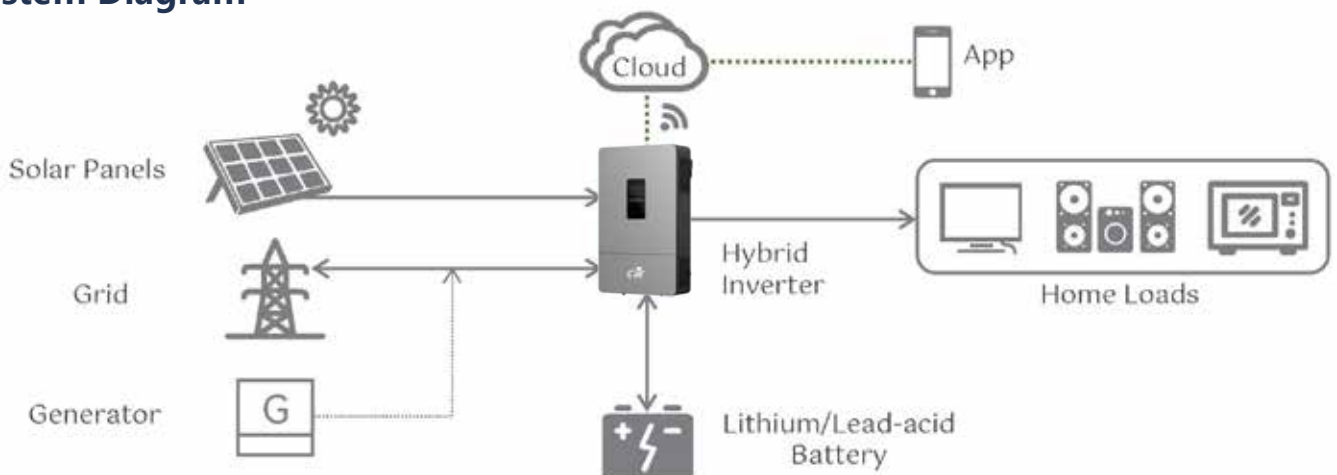 Cloud
App
Solar Panels
Hybrid
Inverter
Grid
Home Loads
Generator
G
Lithium/Lead-acid
Battery